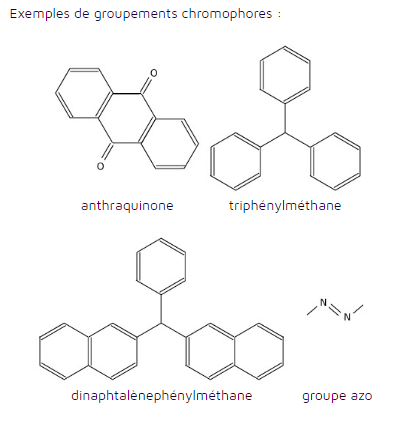 Exemples de groupements chromophores :
O
O
anthraquinone
triphénylméthane
N
N
dinaphtalènephénylméthane
groupe azo